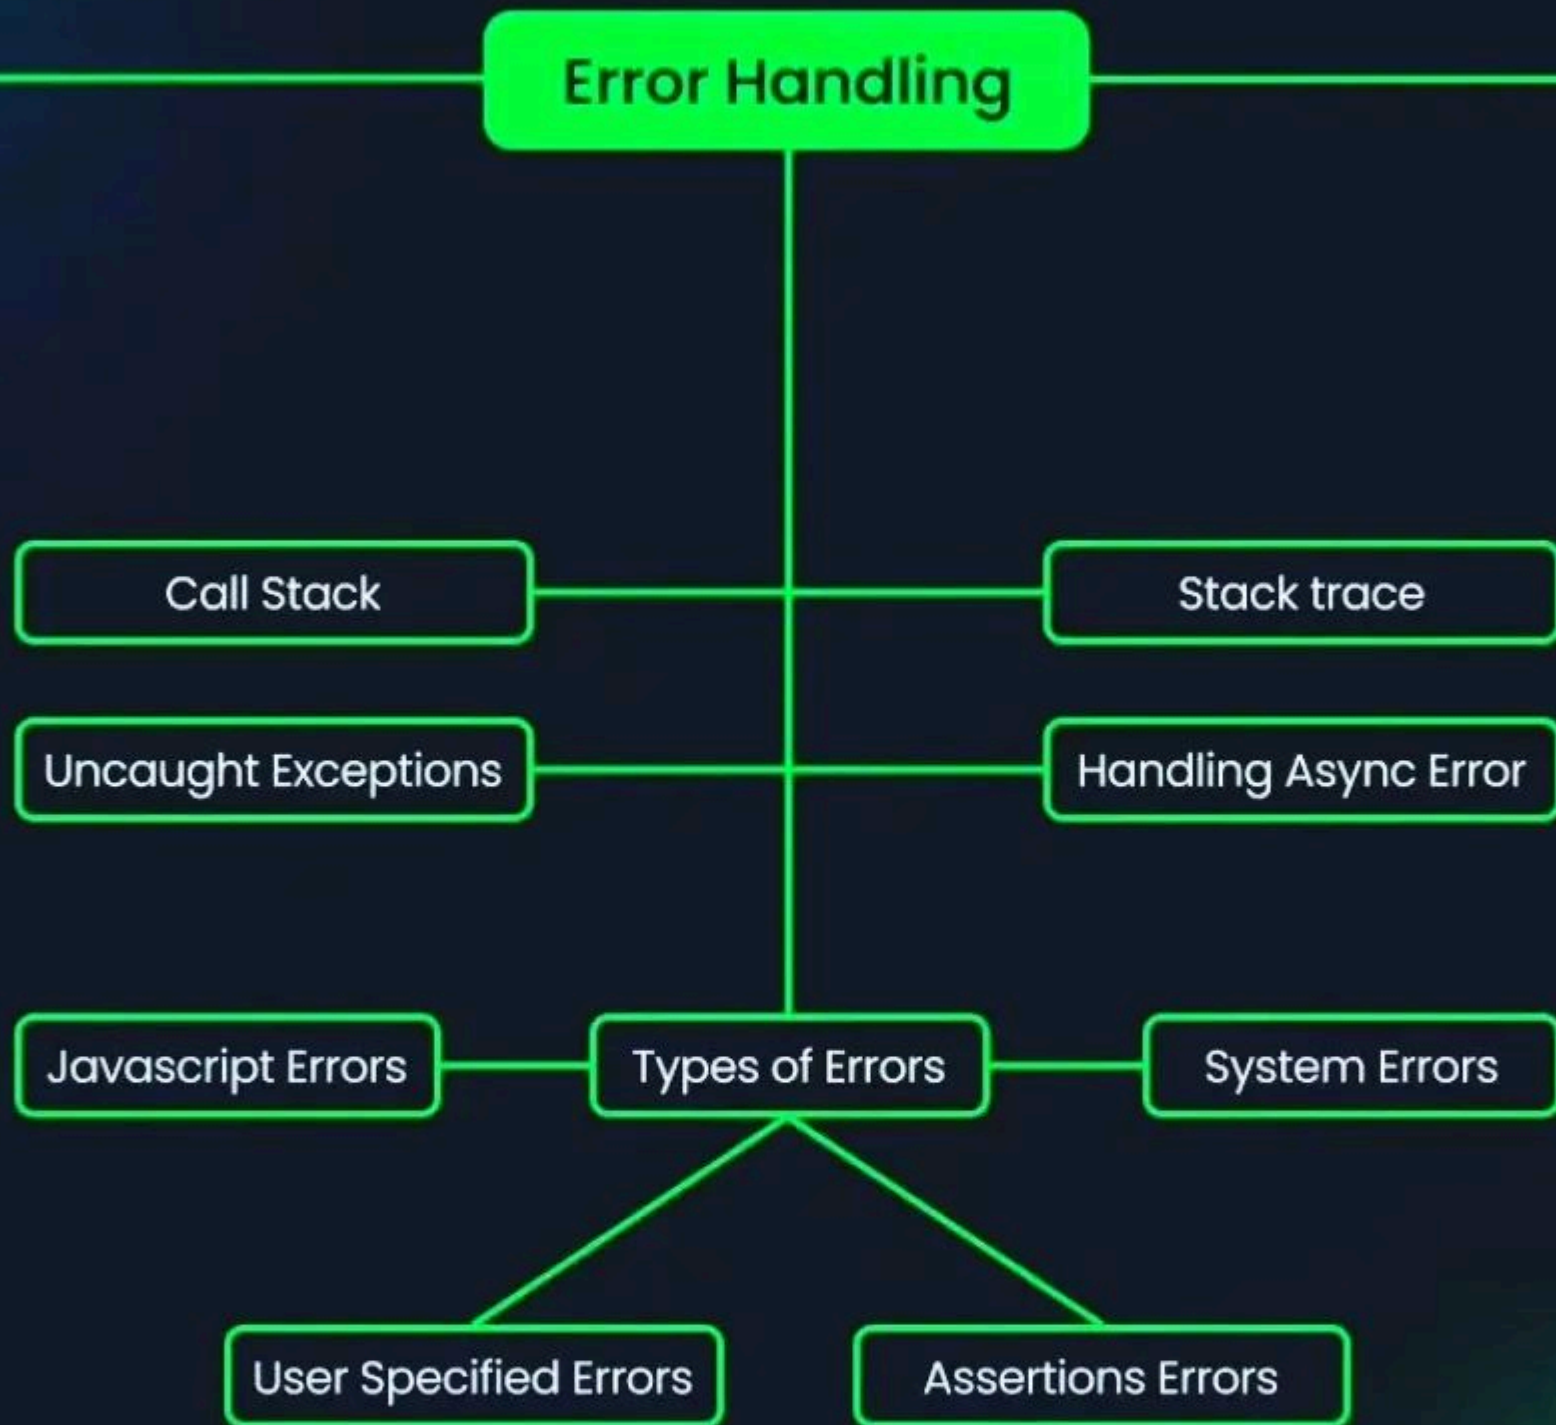 Error Handling
Call Stack
Stack trace
Uncaught Exceptions
Handling Async Error
Javascript Errors
Types of Errors
System Errors
User Specified Errors
Assertions Errors